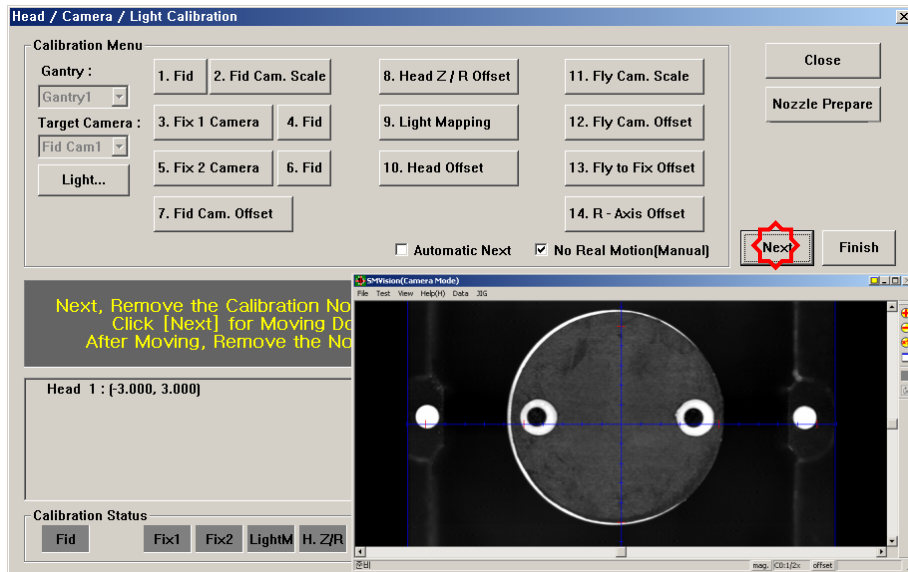 Head / Camera / Light Calibration
Calibration Menu
Gantry :
Gantry1
Target Camera :
Fid Cam1
Light...
1. Fid
2. Fid Cam. Scale
3. Fix 1 Camera
4. Fid
5. Fix 2 Camera
6. Fid
7. Fid Cam. Offset
8. Head Z / R Offset
9. Light Mapping
10. Head Offset
11. Fly Cam. Scale
12. Fly Cam. Offset
13. Fly to Fix Offset
14. R - Axis Offset
Automatic Next
No Real Motion(Manual)
Close
Nozzle Prepare
Next
Finish
Next, Remove the Calibration No
Click [Next] for Moving Do
After Moving, Remove the No
Head 1 : (-3.000, 3.000)
Calibration Status
Fid
Fix1
Fix2
LightM
H. Z/R
SMVision(Camera Mode)
File Test View Help(H) Data JIG
준비
mag.
CD:1/2x
offset